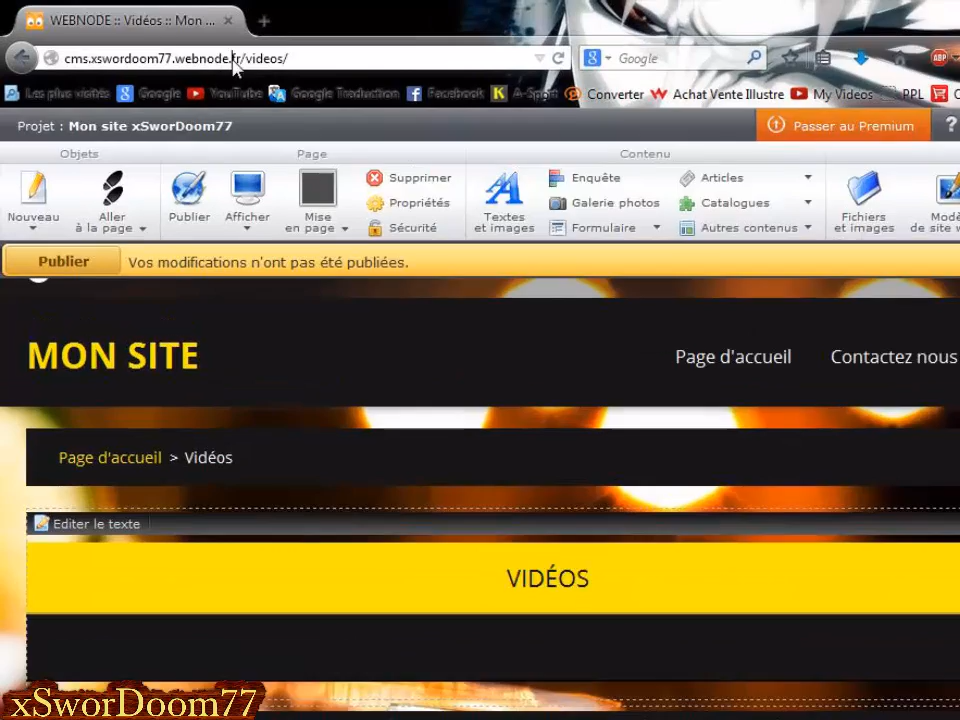 WEBNODE :: Vidéos :: Mon ...
cms.xswordoom77.webnode.fr/videos/
Google
Les plus visités Google YouTube Google Traduction Facebook A-Sport Converter Achat Vente Illustre My Videos PPL
Projet : Mon site xSworDoom77
Passer au Premium ?
Objets Page Contenu
Nouveau
Aller à la page
Publier
Afficher
Mise en page
Supprimer
Propriétés
Sécurité
Textes et images
Enquête
Galerie photos
Formulaire
Articles
Catalogues
Autres contenus
Fichiers et images
Publier Vos modifications n'ont pas été publiées.
MON SITE
Page d'accueil Contactez nous
Page d'accueil > Vidéos
Editer le texte
VIDÉOS
xSworDoom77